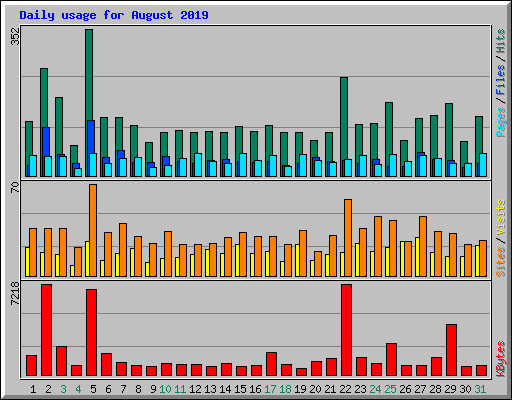 Daily usage for August 2019
352
Pages / Files / Hits
70
Sites / Visits
7218
KBytes
1 2 3 4 5 6 7 8 9 10 11 12 13 14 15 16 17 18 19 20 21 22 23 24 25 26 27 28 29 30 31